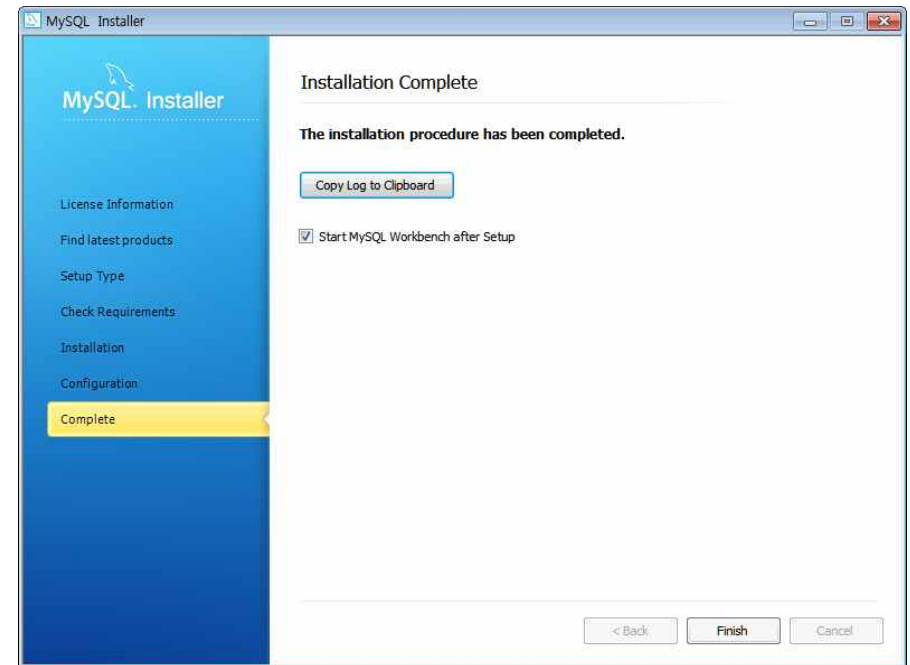 MySQL Installer
MySQL. Installer
License Information
Find latest products
Setup Type
Check Requirements
Installation
Configuration
Complete
Installation Complete
The installation procedure has been completed.
Copy Log to Clipboard
Start MySQL Workbench after Setup
< Back
Finish
Cancel